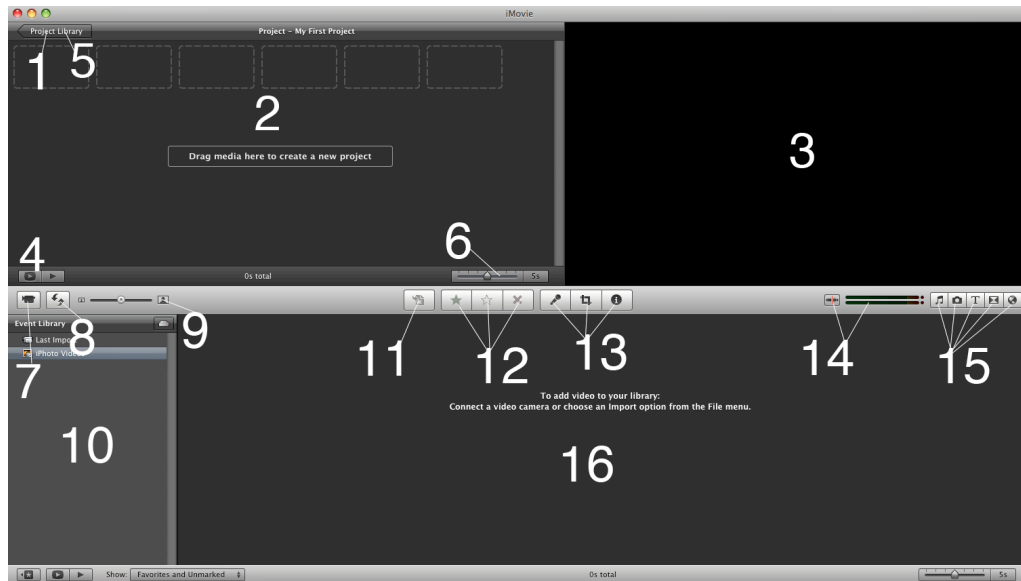 iMovie
Project Library
Project - My First Project
1
5
2
3
Drag media here to create a new project
4
6
0s total
5s
7
8
9
11
12
13
14
15
Event Library
Last Import
iPhoto Videos
To add video to your library:
Connect a video camera or choose an Import option from the File menu.
10
16
Show: Favorites and Unmarked
0s total
5s